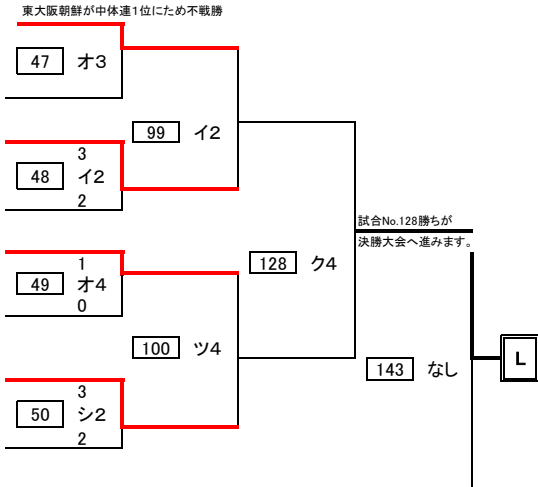 東大阪朝鮮が中体連1位にため不戦勝
47 オ3
99 イ2
3
48 イ2
2
試合No.128勝ちが
決勝大会へ進みます。
128 ク4
1
49 オ4
0
100 ツ4
L
143 なし
3
50 シ2
2